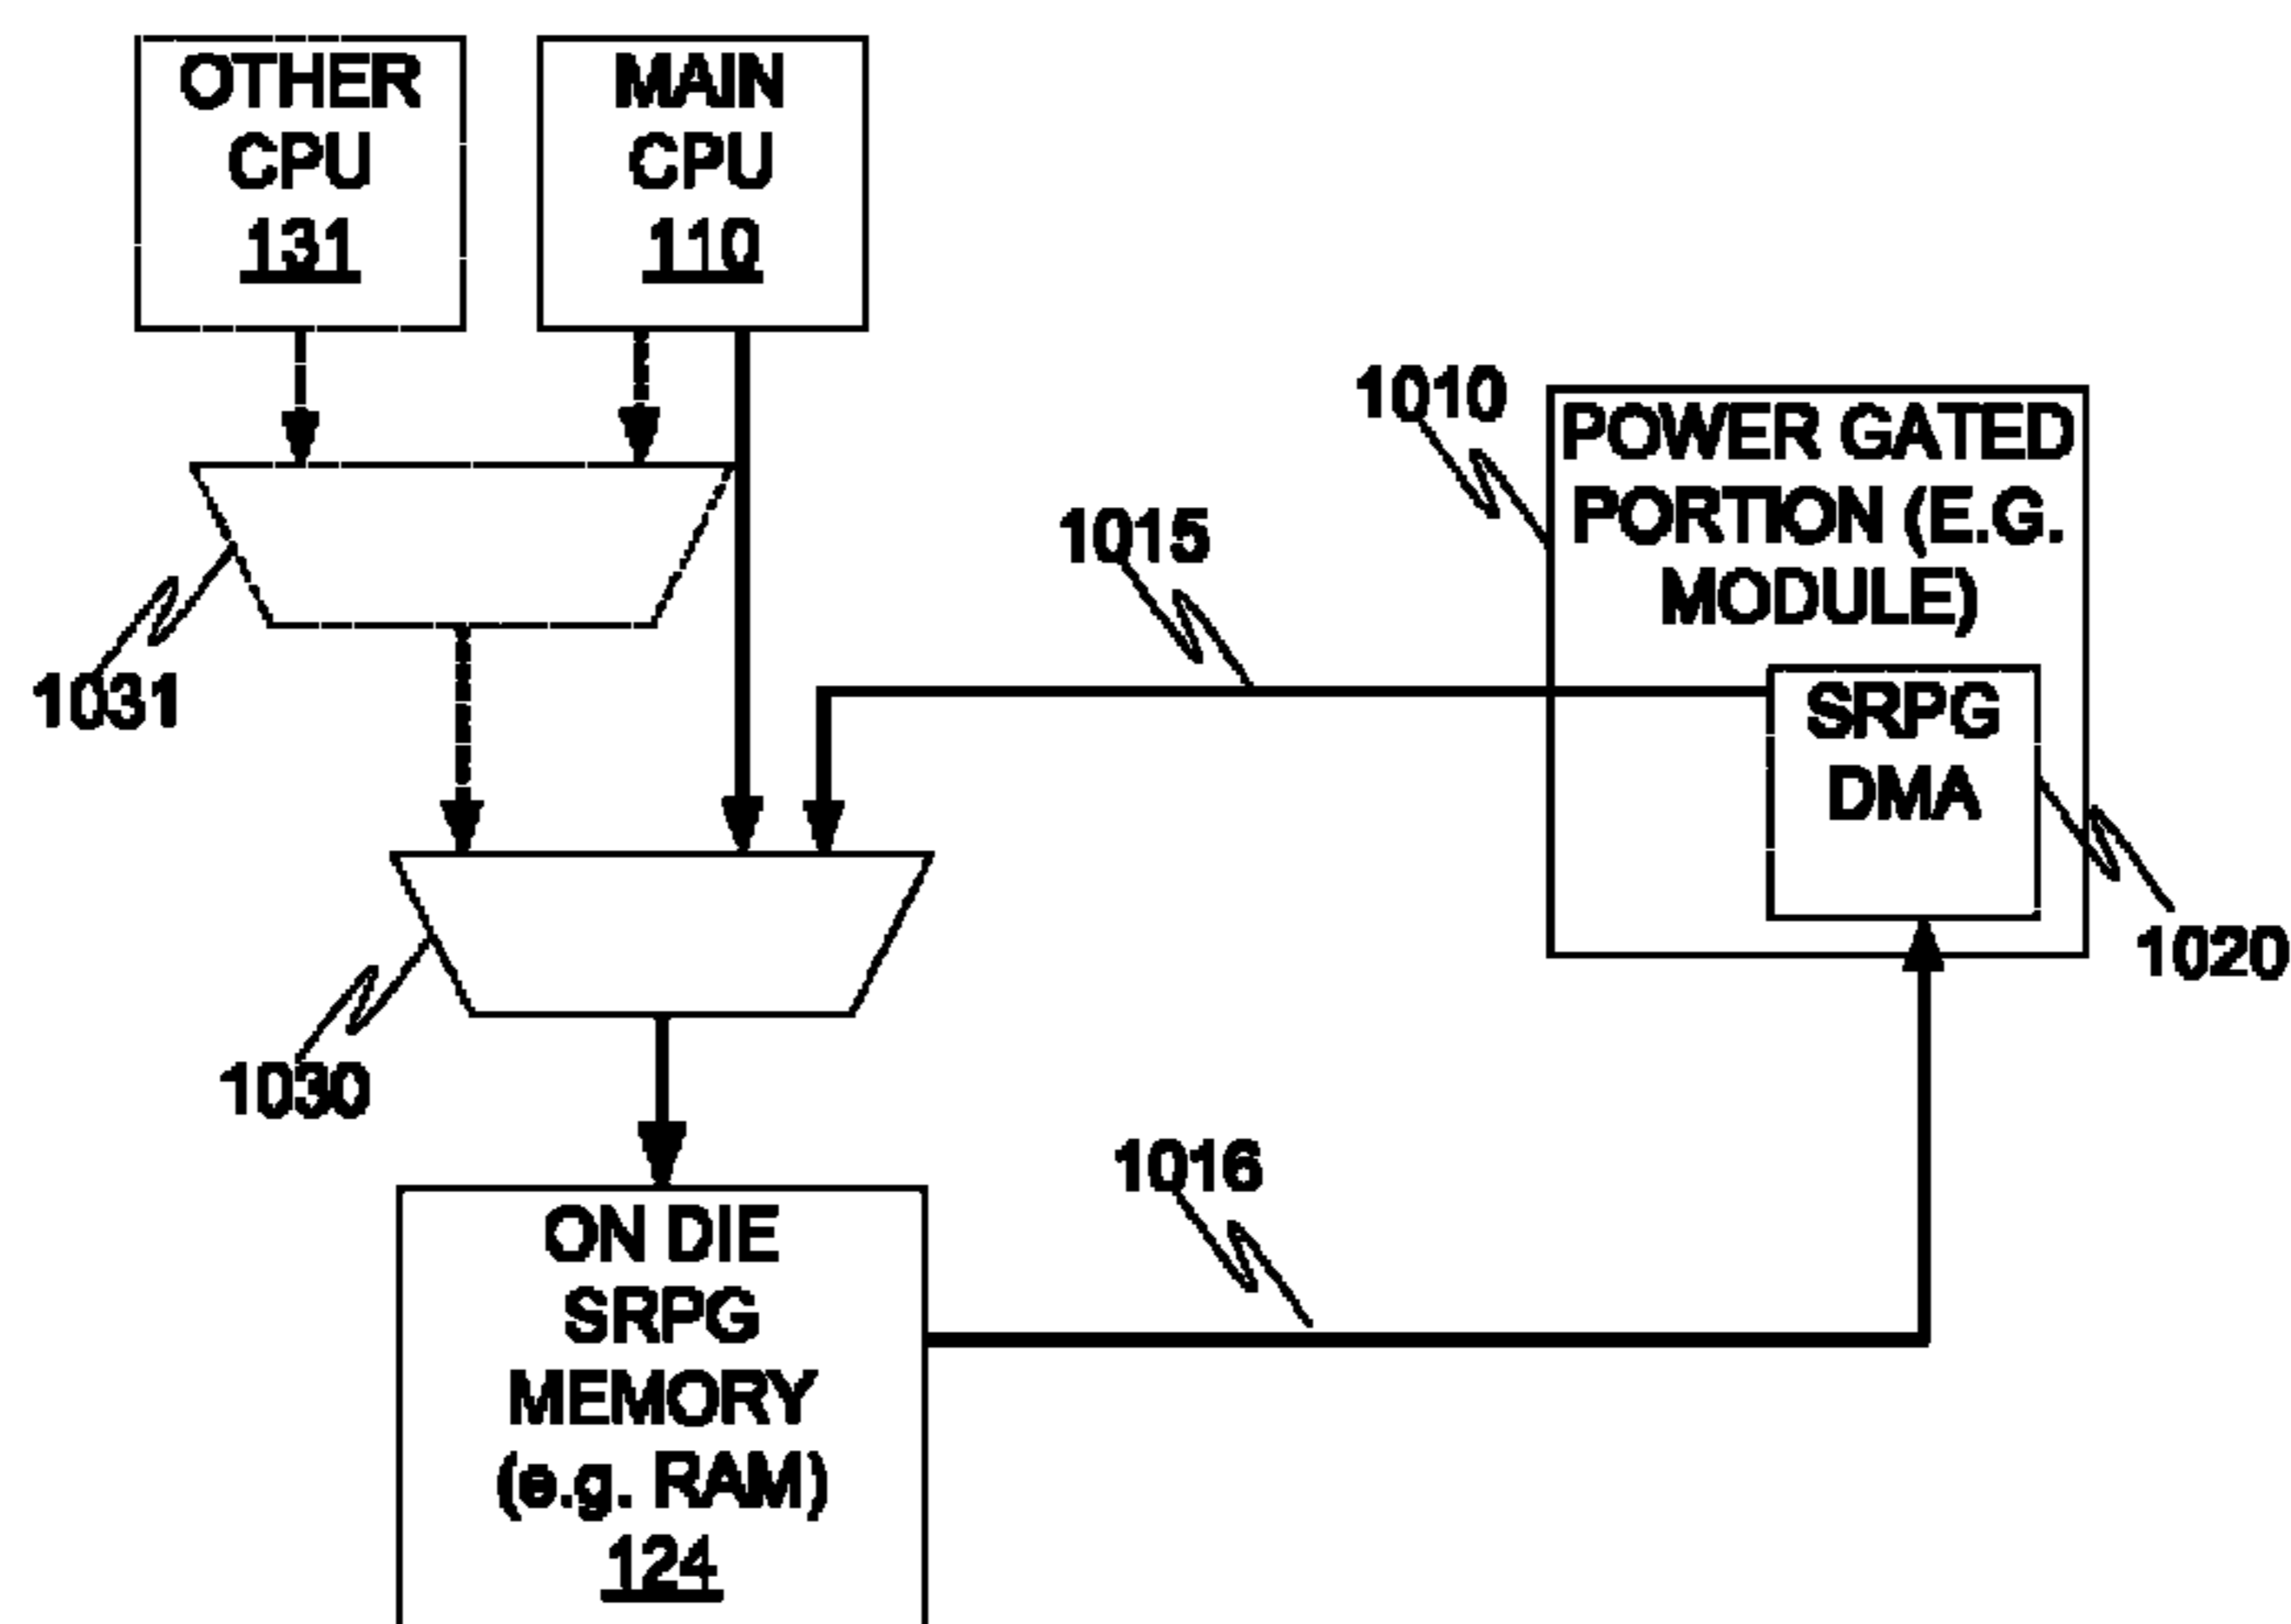 OTHER
CPU
131
MAIN
CPU
110
1010
POWER GATED
PORTION (E.G.
MODULE)
1015
SRPG
DMA
1031
1020
1030
1016
ON DIE
SRPG
MEMORY
(e.g. RAM)
124